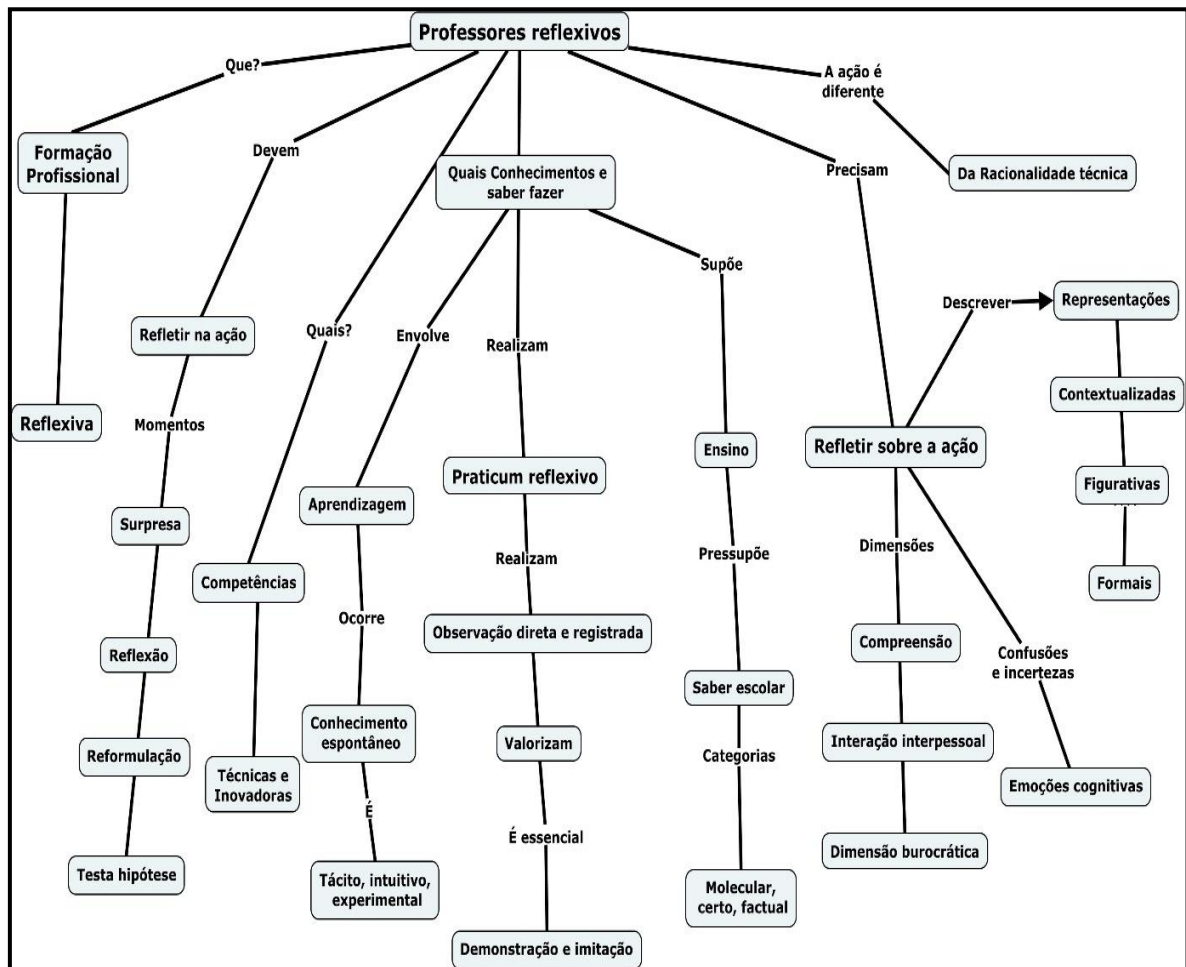 Professores reflexivos
Que?
A ação é
diferente
Formação
Profissional
Devem
Quais Conhecimentos e
saber fazer
Precisam
Da Racionalidade técnica
Supõe
Descrever
Representações
Refletir na ação
Quais?
Envolve
Realizam
Contextualizadas
Reflexiva
Momentos
Ensino
Refletir sobre a ação
Praticum reflexivo
Figurativas
Aprendizagem
Surpresa
Dimensões
Pressupõe
Realizam
Competências
Formais
Ocorre
Observação direta e registrada
Compreensão
Reflexão
Confusões
e incertezas
Saber escolar
Conhecimento
espontâneo
Valorizam
Interação interpessoal
Reformulação
Categorias
Técnicas e
Inovadoras
Emoções cognitivas
É
É essencial
Dimensão burocrática
Testa hipótese
Tácito, intuitivo,
experimental
Molecular,
certo, factual
Demonstração e imitação